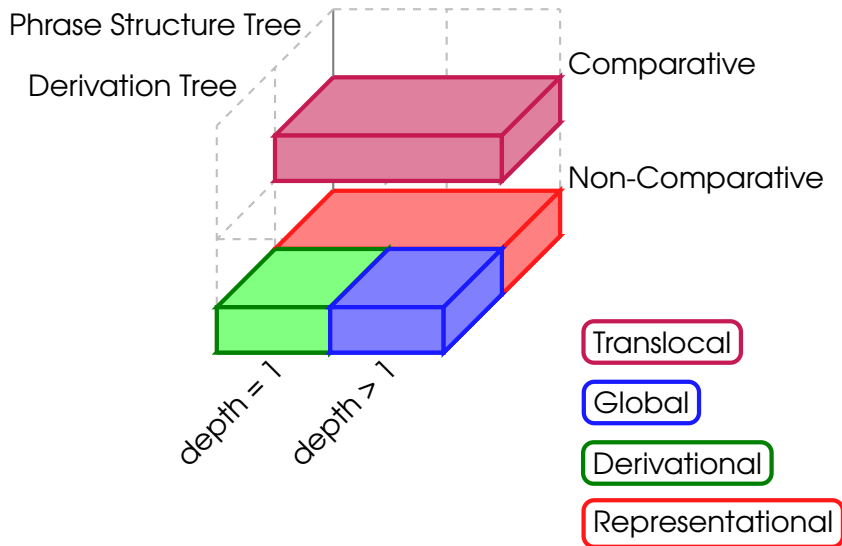 Phrase Structure Tree
Derivation Tree
Comparative
Non-Comparative
depth = 1
depth > 1
Translocal
Global
Derivational
Representational